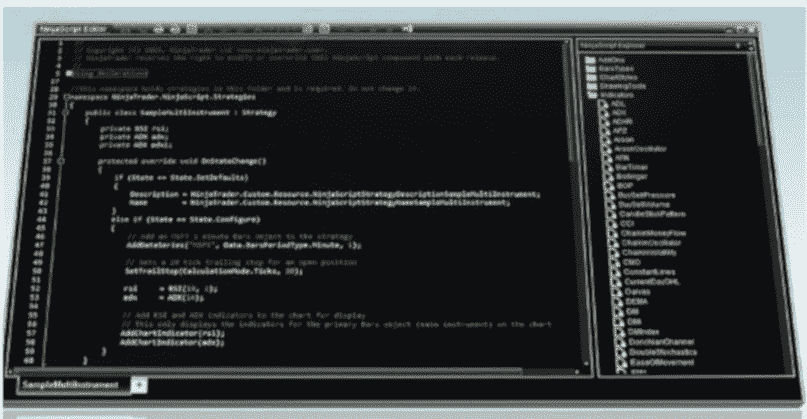 NinjaScript Editor
// Copyright (C) NinjaTrader LLC
// NinjaTrader reserves the right to modify or overwrite this NinjaScript component with each release.
//This namespace holds strategies in this folder and is required. Do not change it.
namespace NinjaTrader.NinjaScript.Strategies
{
public class SampleMultiInstrument : Strategy
{
private RSI rsi;
private ADX adx;
private ADX
protected override void OnStateChange()
{
if (State == State.SetDefaults)
{
Description = NinjaTrader.Custom.Resource.NinjaScriptStrategyDescriptionSampleMultiInstrument;
Name = NinjaTrader.Custom.Resource.NinjaScriptStrategyNameSampleMultiInstrument;
}
else if (State == State.Configure)
{
// Add an MSFT 1 minute Bars object to the strategy
AddDataSeries("MSFT", Data.BarsPeriodType.Minute, 1);
// Sets a 20 tick trailing stop for an open position
SetTrailStop(CalculationMode.Ticks, 20);
rsi = RSI(14, 1);
adx = ADX(14);
// Add RSI and ADX indicators to the chart for display
// This only displays the indicators for the primary Bars object (main instrument) on the chart
AddChartIndicator(rsi);
AddChartIndicator(adx);
}
}
SampleMultiInstrument
NinjaScript Explorer
AddOns
BarsTypes
ChartStyles
DrawingTools
Indicators
ADL
ADX
ADXR
APZ
Aroon
AroonOscillator
ATR
BarTimer
Bollinger
BOP
BuySellPressure
BuySellVolume
CandleStickPattern
CCI
ChaikinMoneyFlow
ChaikinOscillator
ChaikinVolatility
CMO
ConstantLines
CurrentDayOHL
Darvas
DEMA
DM
DMI
DMIndex
DonchianChannel
DoubleStochastics
EaseOfMovement